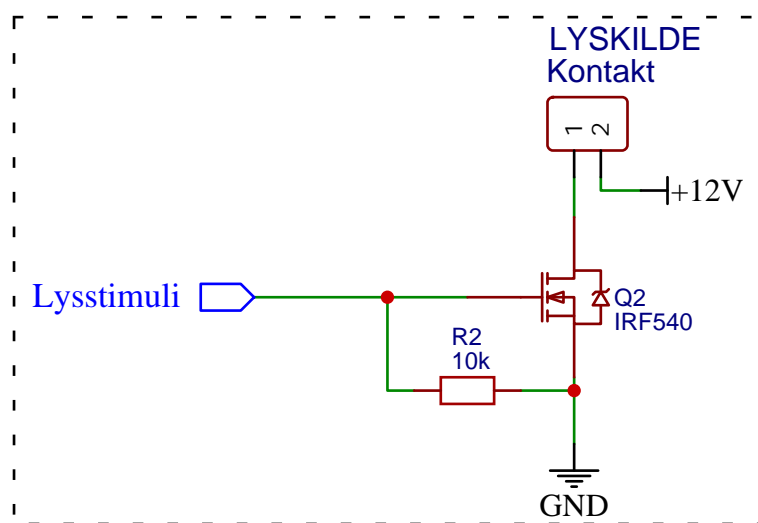 LYSKILDE
Kontakt
1
2
+12V
Lysstimuli
Q2
IRF540
R2
10k
GND